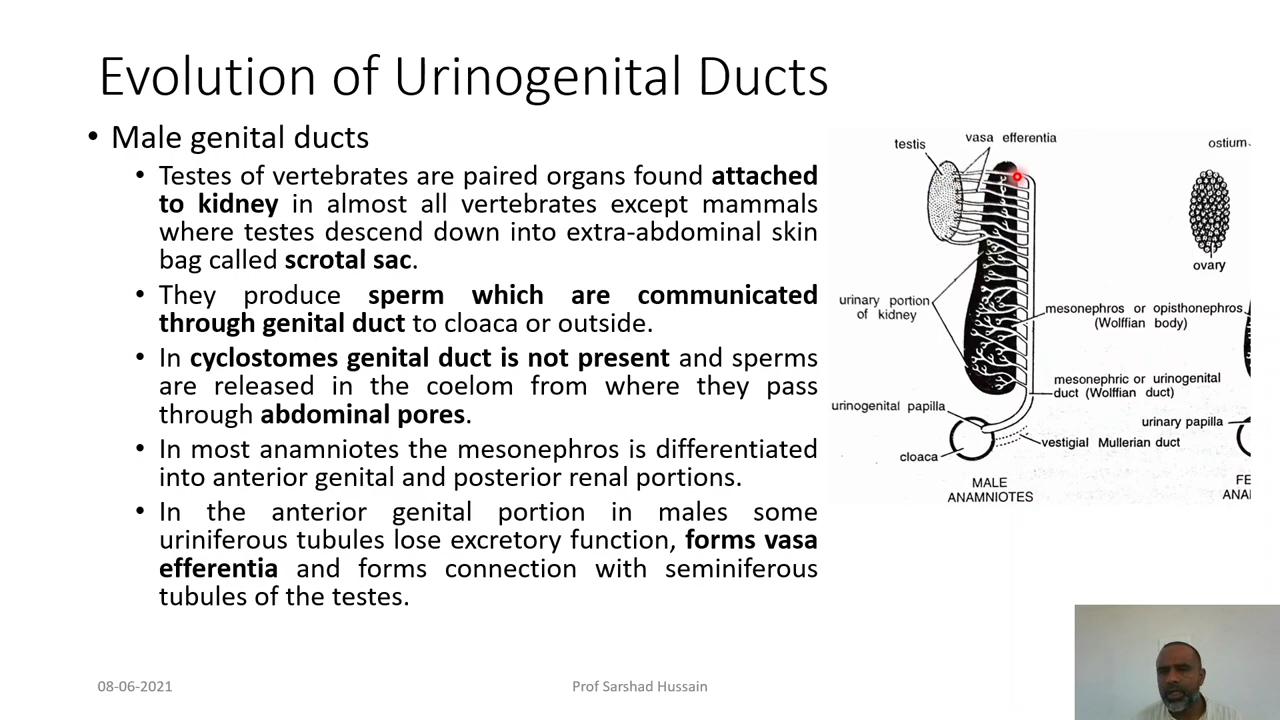 Evolution of Urinogenital Ducts
• Male genital ducts
• Testes of vertebrates are paired organs found attached
to kidney in almost all vertebrates except mammals
where testes descend down into extra-abdominal skin
bag called scrotal sac.
• They produce sperm which are communicated
through genital duct to cloaca or outside.
• In cyclostomes genital duct is not present and sperms
are released in the coelom from where they pass
through abdominal pores.
• In most anamniotes the mesonephros is differentiated
into anterior genital and posterior renal portions.
• In the anterior genital portion in males some
uriniferous tubules lose excretory function, forms vasa
efferentia and forms connection with seminiferous
tubules of the testes.
testis
vasa efferentia
ostium
ovary
urinary portion
of kidney
mesonephros or opisthonephros
(Wolffian body)
mesonephric or urinogenital
duct (Wolffian duct)
urinogenital papilla
urinary papilla
vestigial Mullerian duct
cloaca
MALE
ANAMNIOTES
FE
ANAI
08-06-2021
Prof Sarshad Hussain